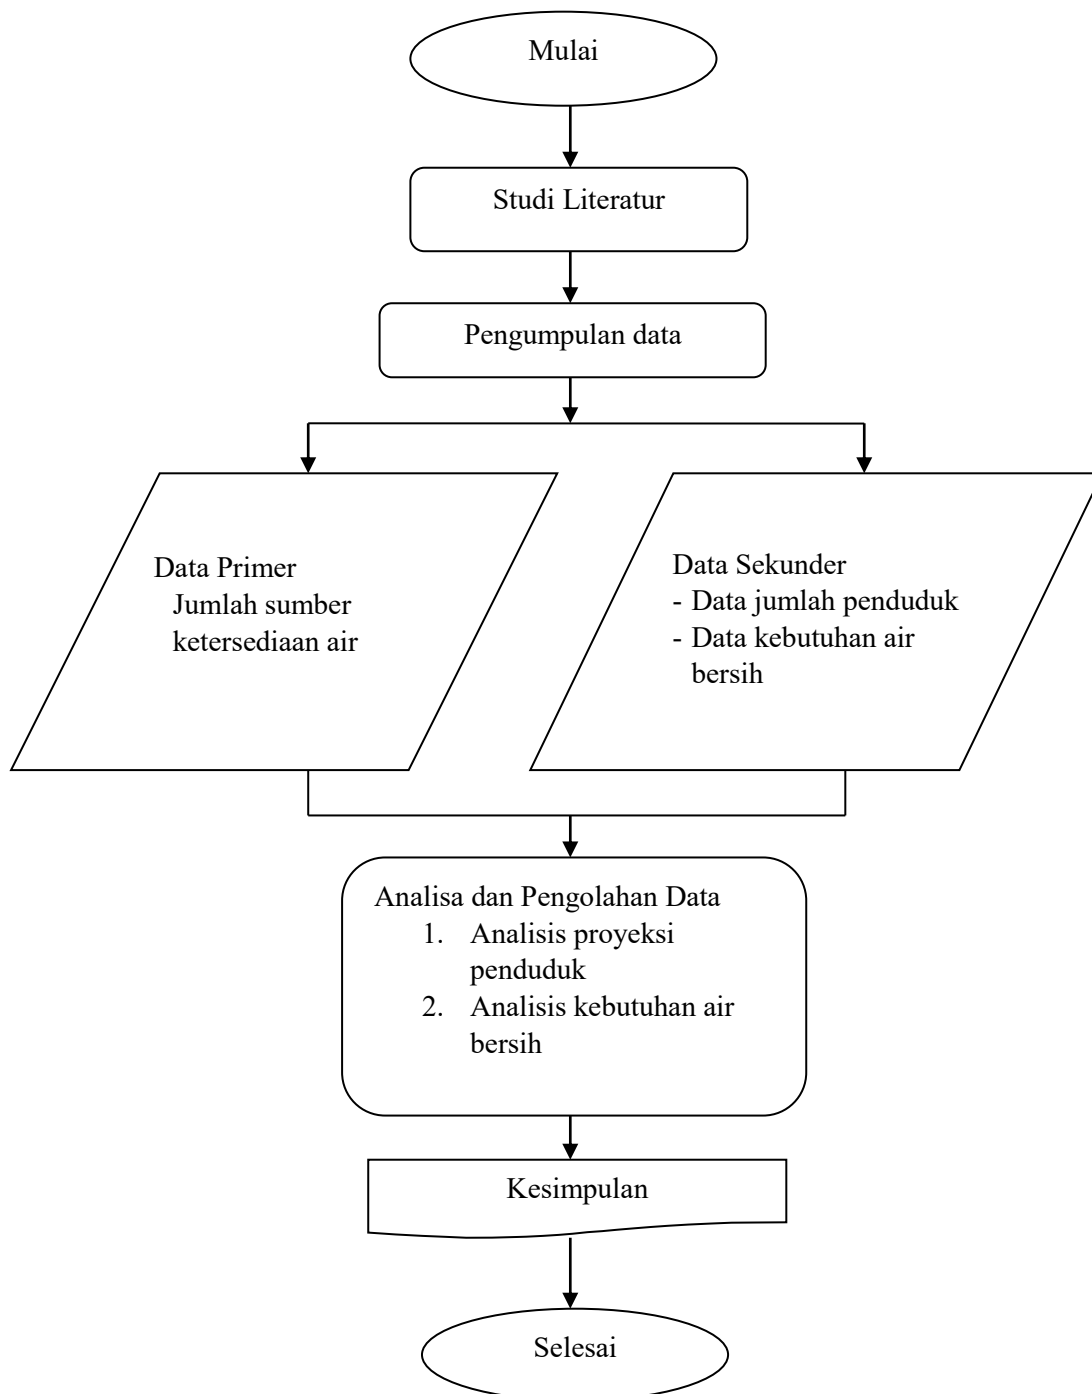 Mulai
Studi Literatur
Pengumpulan data
Data Primer
Jumlah sumber
ketersediaan air
Data Sekunder
- Data jumlah penduduk
- Data kebutuhan air
bersih
Analisa dan Pengolahan Data
1. Analisis proyeksi
penduduk
2. Analisis kebutuhan air
bersih
Kesimpulan
Selesai